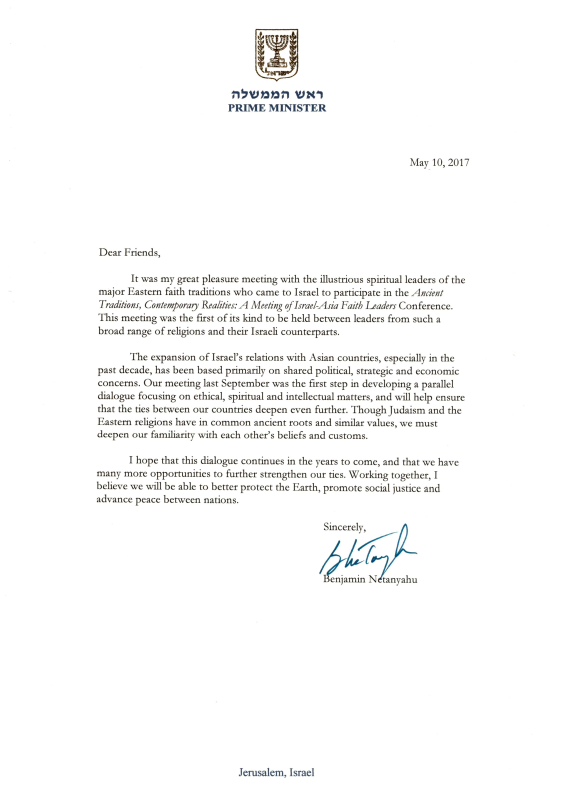 ראש הממשלה
PRIME MINISTER
May 10, 2017
Dear Friends,
It was my great pleasure meeting with the illustrious spiritual leaders of the
major Eastern faith traditions who came to Israel to participate in the Ancient
Traditions, Contemporary Realities: A Meeting of Israel-Asia Faith Leaders Conference.
This meeting was the first of its kind to be held between leaders from such a
broad range of religions and their Israeli counterparts.
The expansion of Israel's relations with Asian countries, especially in the
past decade, has been based primarily on shared political, strategic and economic
concerns. Our meeting last September was the first step in developing a parallel
dialogue focusing on ethical, spiritual and intellectual matters, and will help ensure
that the ties between our countries deepen even further. Though Judaism and the
Eastern religions have in common ancient roots and similar values, we must
deepen our familiarity with each other's beliefs and customs.
I hope that this dialogue continues in the years to come, and that we have
many more opportunities to further strengthen our ties. Working together, I
believe we will be able to better protect the Earth, promote social justice and
advance peace between nations.
Sincerely,
Benjamin Netanyahu
Jerusalem, Israel